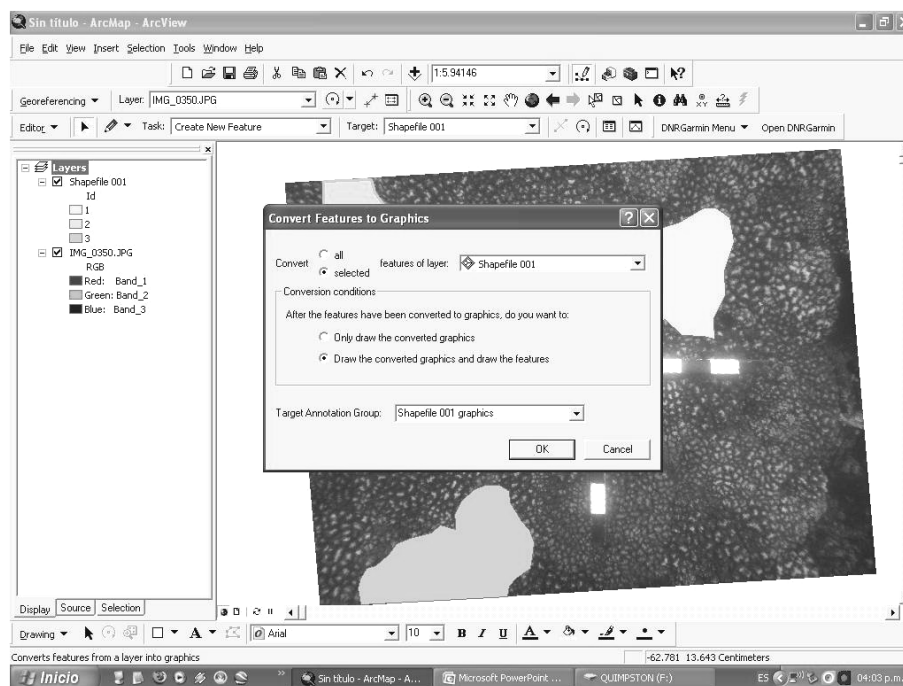 Sin título - ArcMap - ArcView
File Edit View Insert Selection Tools Window Help
1:5.94146
Georeferencing Layer: IMG_0350.JPG
Editor Task: Create New Feature Target: Shapefile 001 DNRGarmin Menu Open DNRGarmin
Layers
Shapefile 001
Id
1
2
3
IMG_0350.JPG
RGB
Red: Band_1
Green: Band_2
Blue: Band_3
Convert Features to Graphics
Convert all selected features of layer: Shapefile 001
Conversion conditions
After the features have been converted to graphics, do you want to:
Only draw the converted graphics
Draw the converted graphics and draw the features
Target Annotation Group: Shapefile 001 graphics
OK Cancel
Display Source Selection
Drawing A Arial 10 B I U A
Converts features from a layer into graphics -62.781 13.643 Centimeters
Inicio Sin título - ArcMap - A... Microsoft PowerPoint ... QUIMPSTON (F:) ES 04:03 p.m.